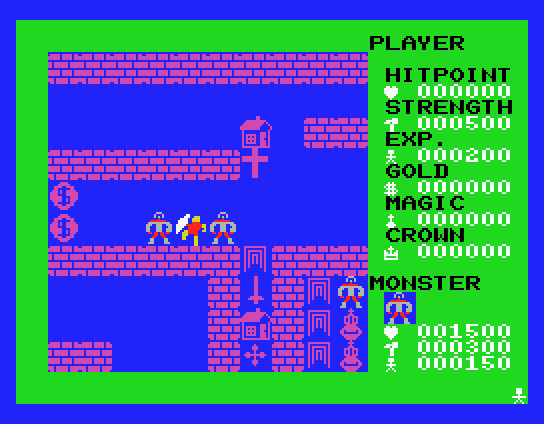 PLAYER
HITPOINT
000000
STRENGTH
000500
EXP.
000200
GOLD
000000
MAGIC
000000
CROWN
000000
MONSTER
001500
000300
000150
$
$